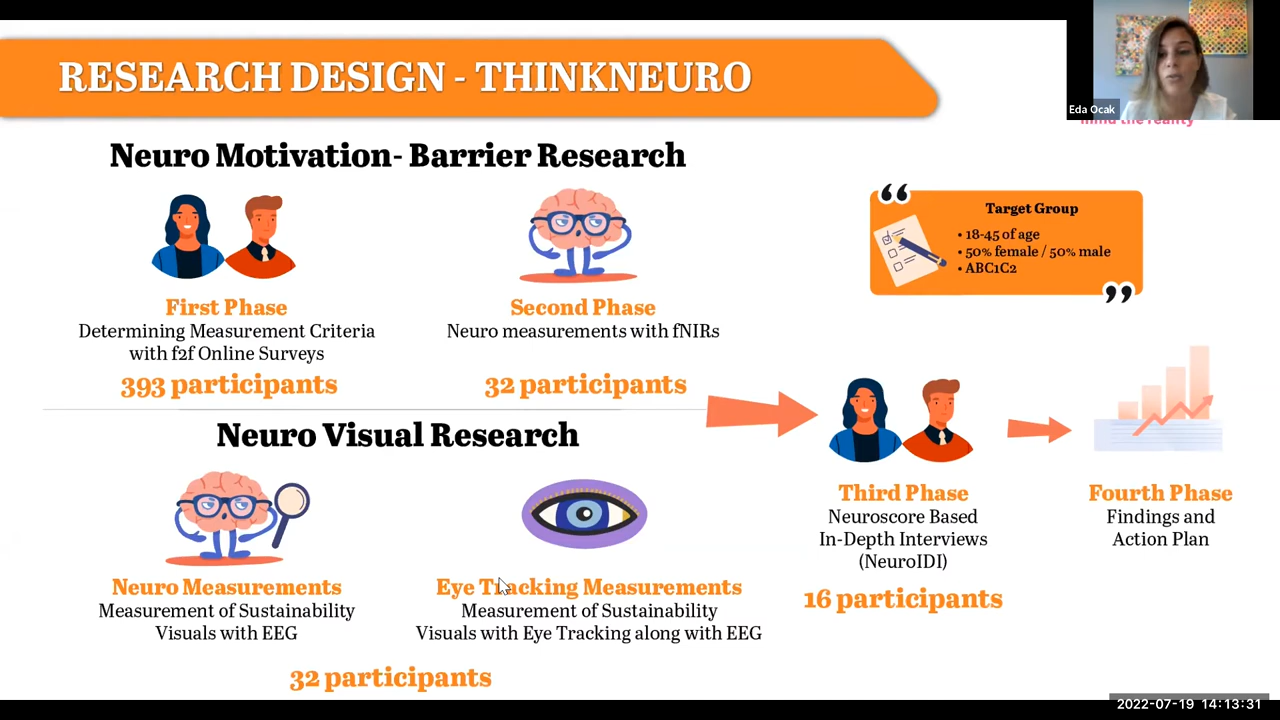 RESEARCH DESIGN - THINKNEURO
Eda Ocak
mind the reality
Neuro Motivation- Barrier Research
First Phase
Determining Measurement Criteria
with f2f Online Surveys
393 participants
Second Phase
Neuro measurements with fNIRs
32 participants
Target Group
• 18-45 of age
• 50% female / 50% male
• ABC1C2
Neuro Visual Research
Neuro Measurements
Measurement of Sustainability
Visuals with EEG
Eye Tracking Measurements
Measurement of Sustainability
Visuals with Eye Tracking along with EEG
32 participants
Third Phase
Neuroscore Based
In-Depth Interviews
(NeuroIDI)
16 participants
Fourth Phase
Findings and
Action Plan
2022-07-19 14:13:31